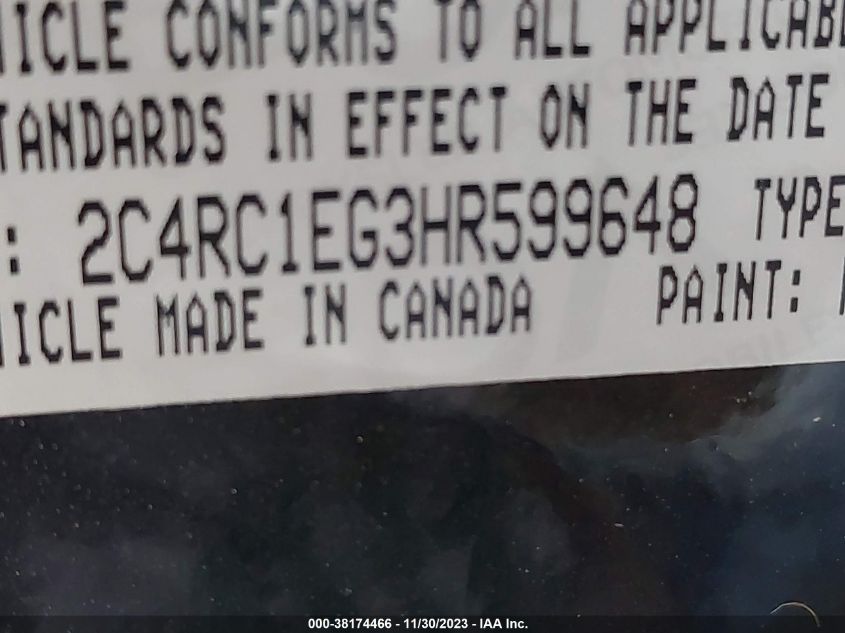 ICLE CONFORMS TO ALL APPLICABL
TANDARDS IN EFFECT ON THE DATE
: 2C4RC1EG3HR599648 TYPE
ICLE MADE IN CANADA PAINT:
000-38174466 - 11/30/2023 - IAA Inc.